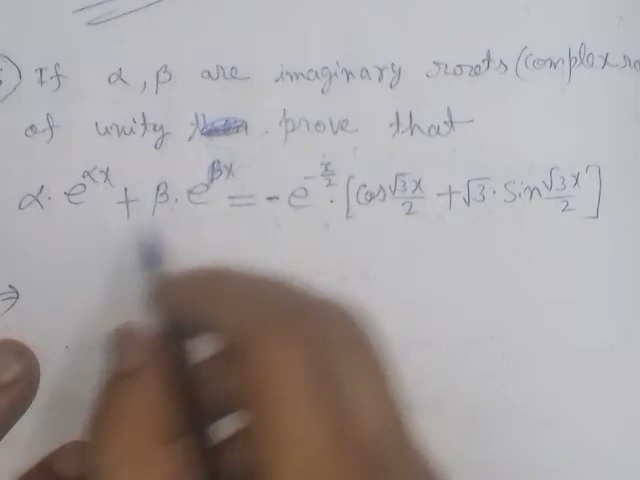 If α, β are imaginary roots (complex
of unity prove that
α·e^{αx} + β·e^{βx} = -e^{-x/2}·[cos √3x/2 + √3·sin √3x/2]
⇒